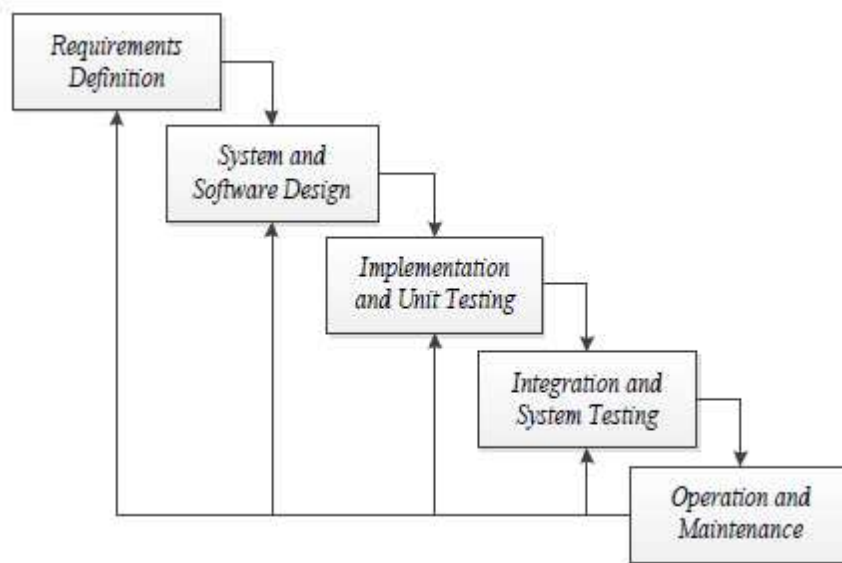 Requirements
Definition
System and
Software Design
Implementation
and Unit Testing
Integration and
System Testing
Operation and
Maintenance